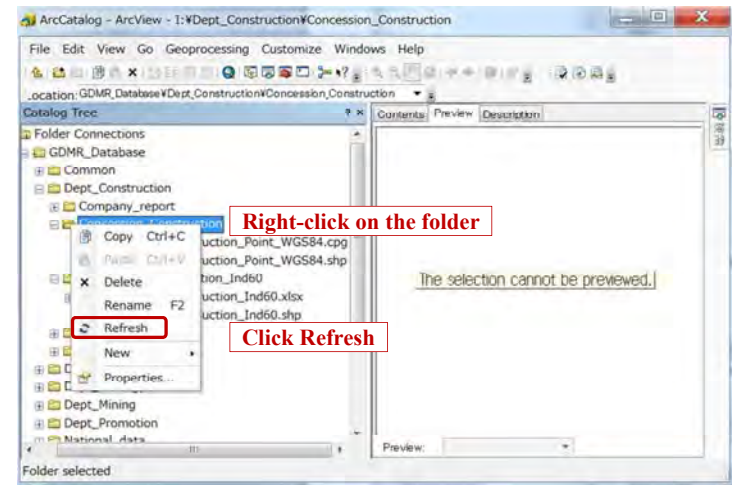 ArcCatalog - ArcView - I:¥Dept_Construction¥Concession_Construction
File Edit View Go Geoprocessing Customize Windows Help
ocation: GDMR_Database¥Dept_Construction¥Concession_Construction
Catalog Tree
Contents Preview Description
Folder Connections
GDMR_Database
Common
Dept_Construction
Company_report
Concession_Construction
Right-click on the folder
Copy Ctrl+C
uction_Point_WGS84.cpg
Paste Ctrl+V
uction_Point_WGS84.shp
Delete
tion_Ind60
The selection cannot be previewed.
Rename F2
uction_Ind60.xlsx
Refresh
uction_Ind60.shp
Click Refresh
New
Properties...
Dept_Mining
Dept_Promotion
National_data
Preview:
Folder selected